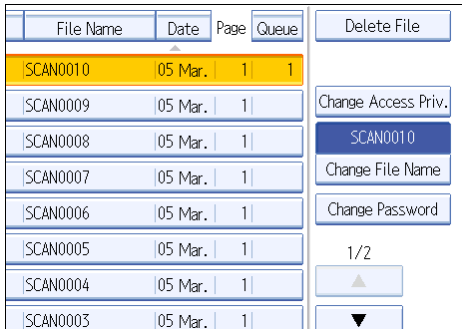 File Name Date Page Queue Delete File
SCAN0010 05 Mar. 1 1
SCAN0009 05 Mar. 1 Change Access Priv.
SCAN0008 05 Mar. 1 SCAN0010
SCAN0007 05 Mar. 1 Change File Name
SCAN0006 05 Mar. 1 Change Password
SCAN0005 05 Mar. 1 1/2
SCAN0004 05 Mar. 1
SCAN0003 05 Mar. 1